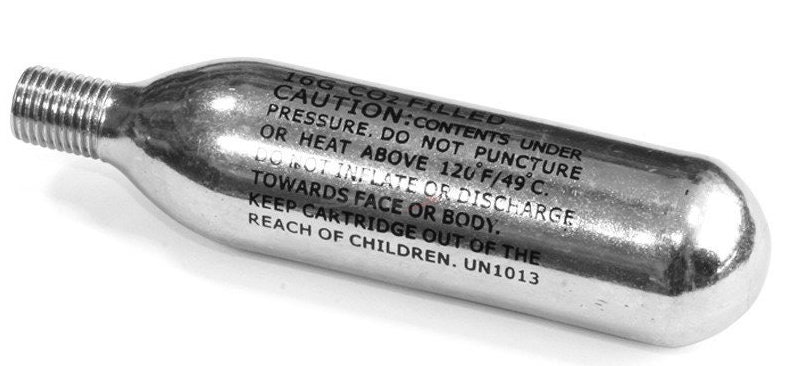 16G CO2 FILLED
CAUTION:CONTENTS UNDER
PRESSURE. DO NOT PUNCTURE
OR HEAT ABOVE 120°F/49°C.
DO NOT INFLATE OR DISCHARGE
TOWARDS FACE OR BODY.
KEEP CARTRIDGE OUT OF THE
REACH OF CHILDREN. UN1013